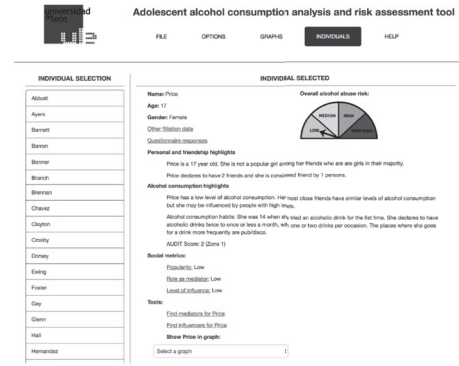 universidad
de león
Adolescent alcohol consumption analysis and risk assessment tool
FILE OPTIONS GRAPHS INDIVIDUALS HELP
INDIVIDUAL SELECTION
Abbott
Ayers
Barnett
Barron
Bonner
Branch
Brennan
Chavez
Clayton
Crosby
Dorsey
Ewing
Foster
Gay
Glenn
Hall
Hernandez
INDIVIDUAL SELECTED
Name: Price
Age: 17
Gender: Female
Other filiation data
Questionnaire responses
Overall alcohol abuse risk:
LOW MEDIUM HIGH
Personal and friendship highlights
Price is a 17 year old. She is not a popular girl among her friends who are are girls in their majority.
Price declares to have 2 friends and she is considered friend by 1 persons.
Alcohol consumption highlights
Price has a low level of alcohol consumption. Her most close friends have similar levels of alcohol consumption
but she may be influenced by people with high levels.
Alcohol consumption habits: She was 14 when she tried an alcoholic drink for the fist time. She declares to have
alcoholic drinks twice to once or less a month, with one or two drinks per occasion. The places where she goes
for a drink more frequently are pub/disco.
AUDIT Score: 2 (Zone 1)
Social metrics:
Popularity: Low
Role as mediator: Low
Level of influence: Low
Tools:
Find mediators for Price
Find influencers for Price
Show Price in graph:
Select a graph